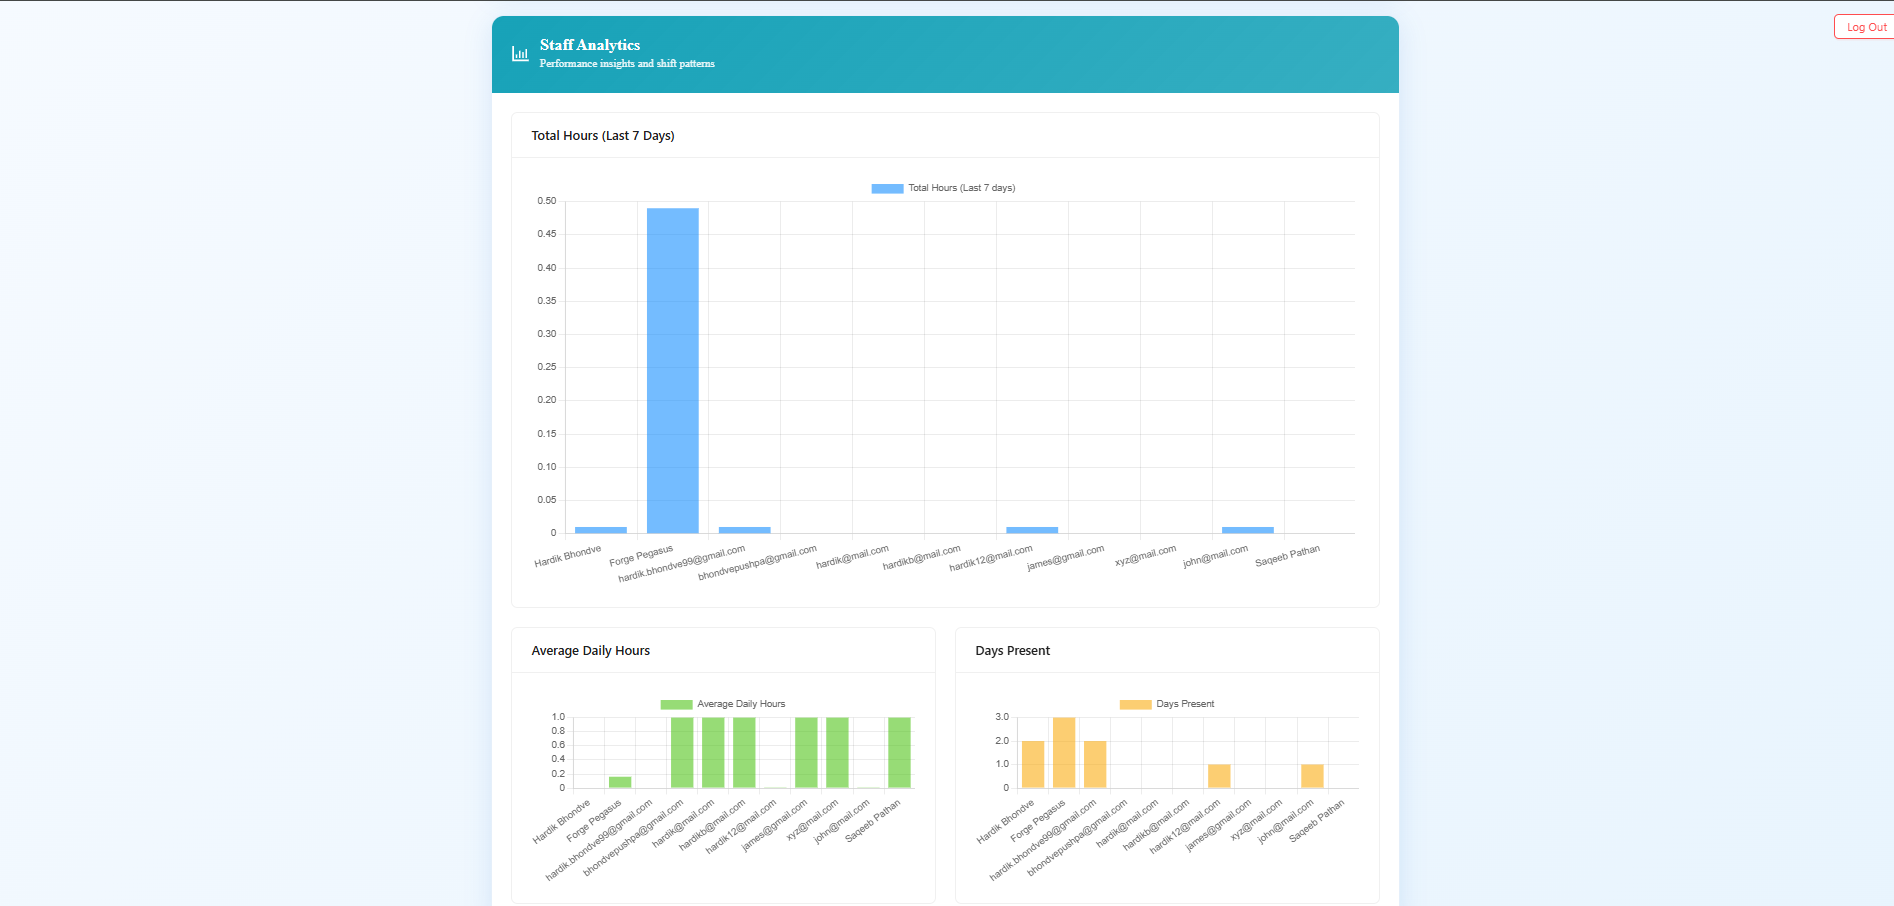 Log Out
Staff Analytics
Performance insights and shift patterns
Total Hours (Last 7 Days)
Total Hours (Last 7 days)
0.50
0.45
0.40
0.35
0.30
0.25
0.20
0.15
0.10
0.05
0
Hardik Bhondve
Forge Pegasus
hardik.bhondve99@gmail.com
bhondvepushpa@gmail.com
hardik@mail.com
hardikb@mail.com
hardik12@mail.com
james@gmail.com
xyz@mail.com
john@mail.com
Saqeeb Pathan
Average Daily Hours
Average Daily Hours
1.0
0.8
0.6
0.4
0.2
0
Hardik Bhondve
Forge Pegasus
hardik.bhondve99@gmail.com
bhondvepushpa@gmail.com
hardik@mail.com
hardikb@mail.com
hardik12@mail.com
james@gmail.com
xyz@mail.com
john@mail.com
Saqeeb Pathan
Days Present
Days Present
3.0
2.0
1.0
0
Hardik Bhondve
Forge Pegasus
hardik.bhondve99@gmail.com
bhondvepushpa@gmail.com
hardik@mail.com
hardikb@mail.com
hardik12@mail.com
james@gmail.com
xyz@mail.com
john@mail.com
Saqeeb Pathan